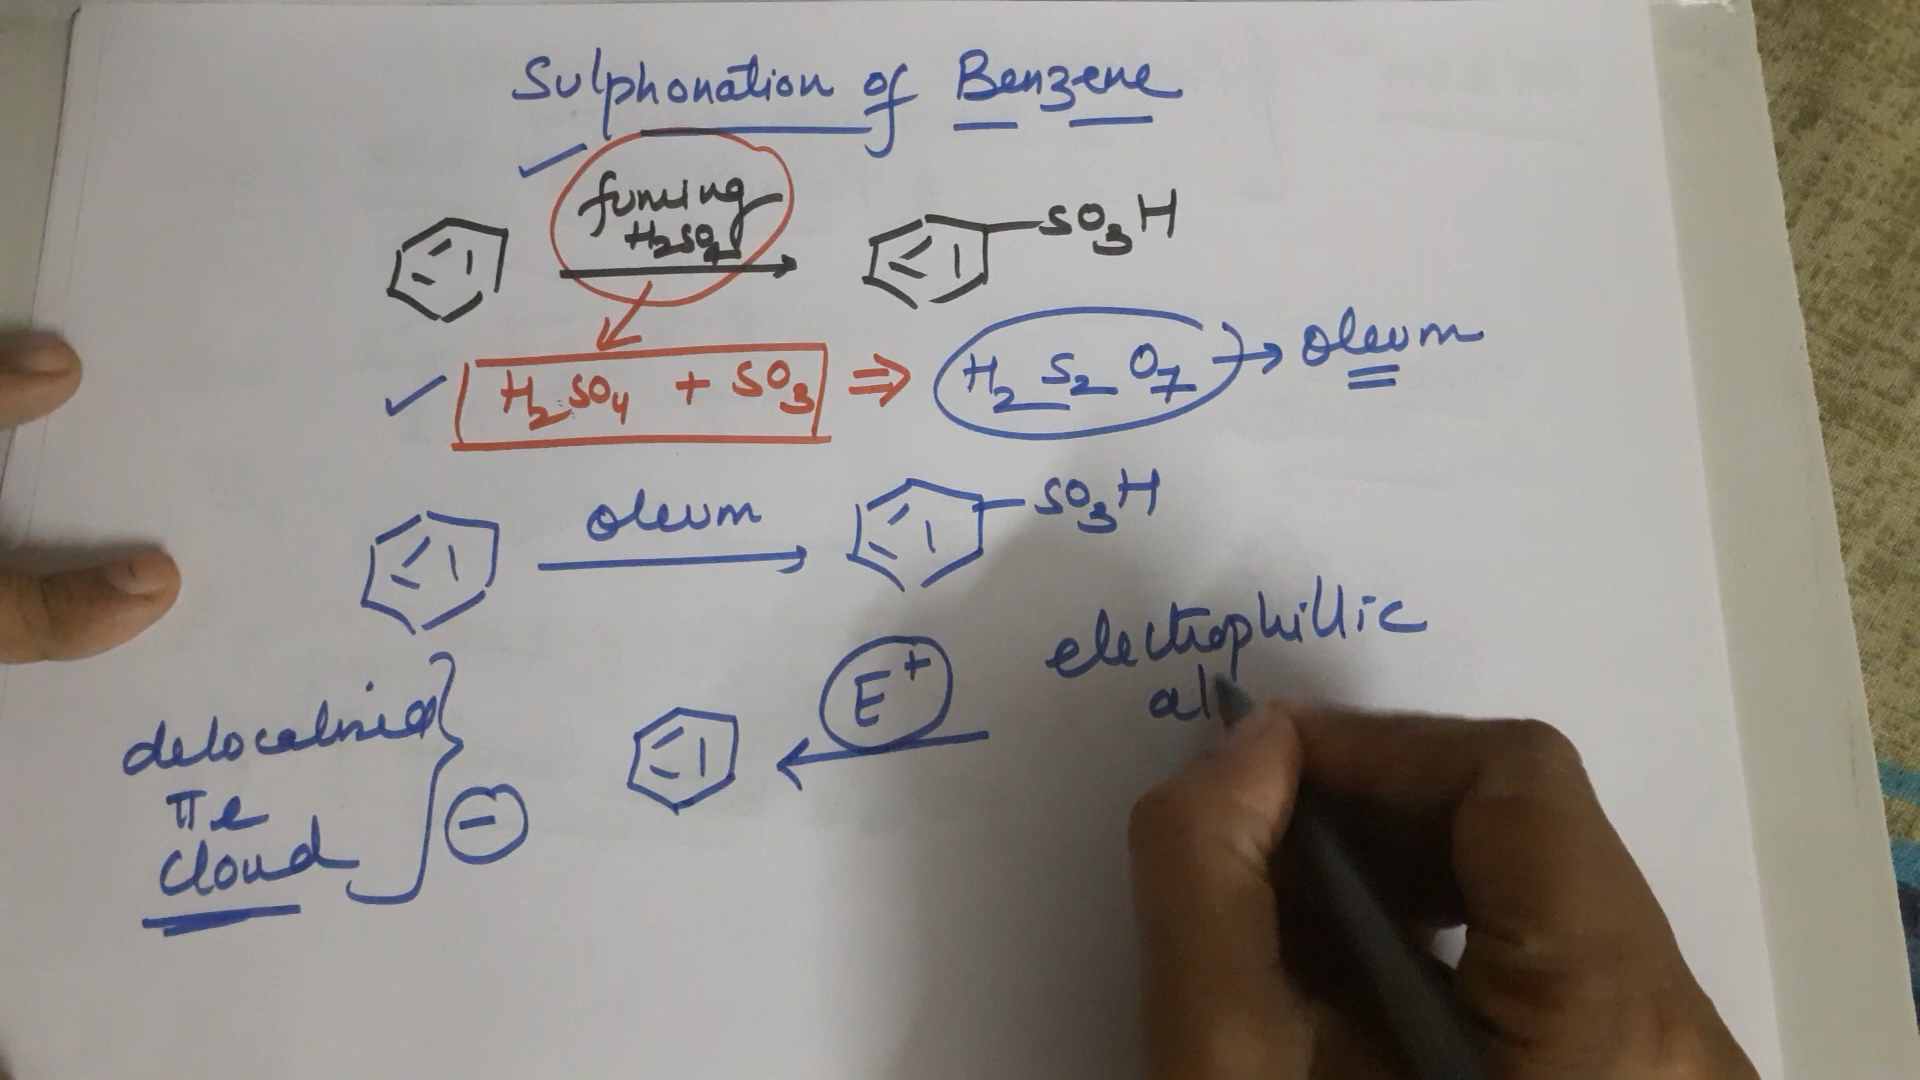 Sulphonation of Benzene
fuming
H2SO4
SO3H
H2SO4 + SO3 ⇒ H2S2O7 → oleum
oleum
SO3H
electrophillic
E+
delocalised
πe
cloud
−